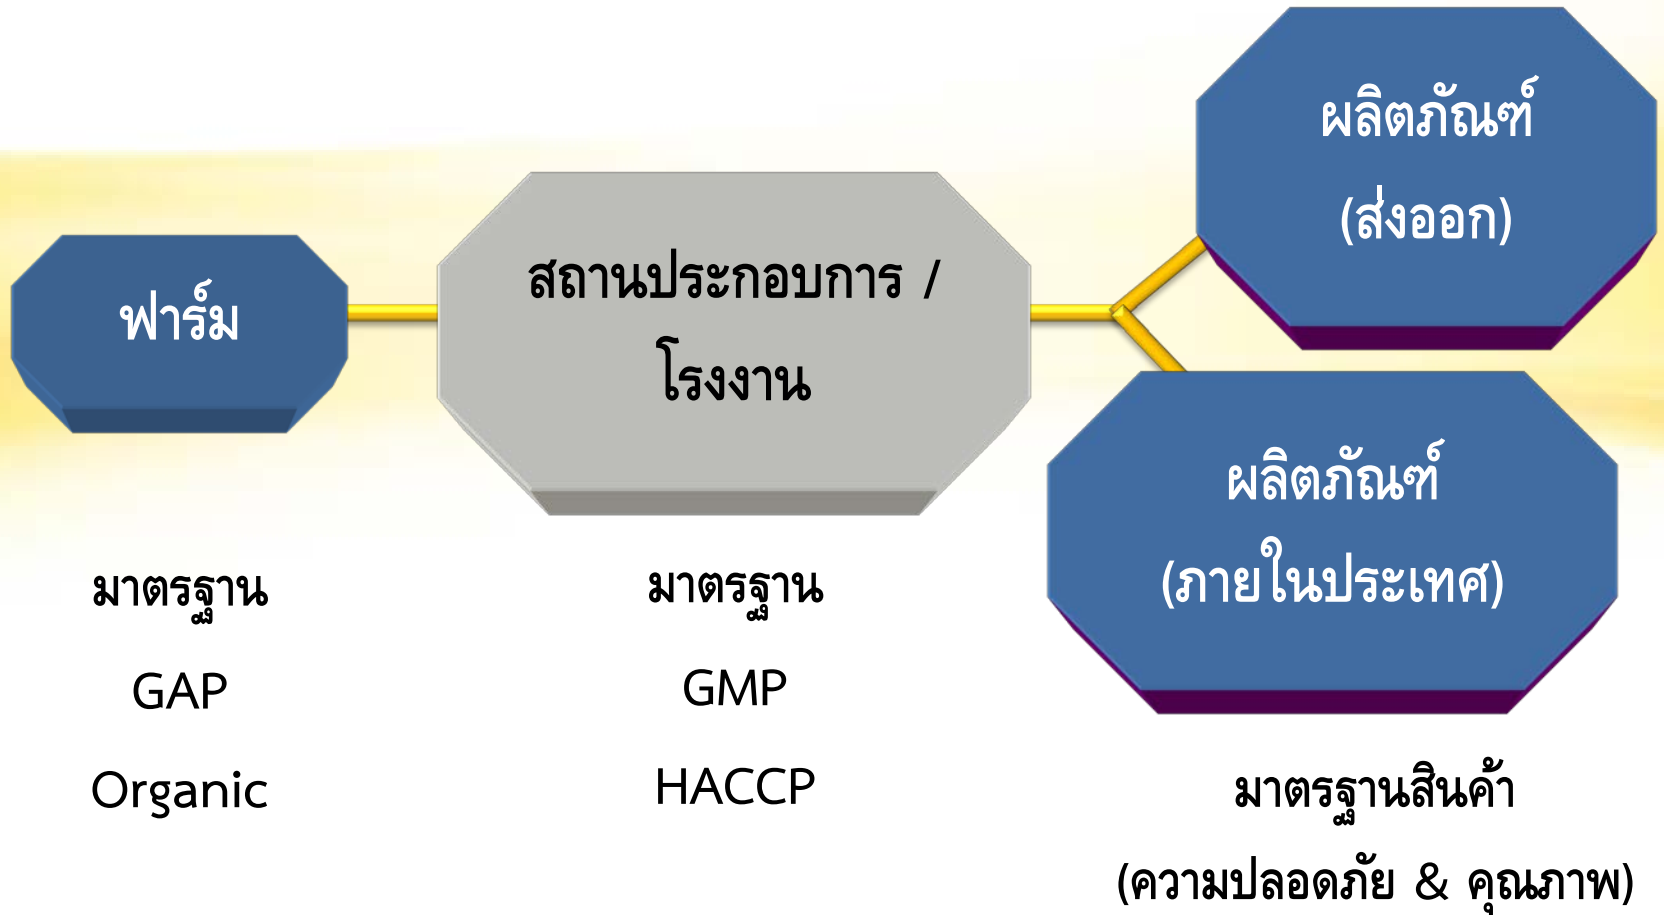 ฟาร์ม
มาตรฐาน
GAP
Organic
สถานประกอบการ /
โรงงาน
มาตรฐาน
GMP
HACCP
ผลิตภัณฑ์
(ส่งออก)
ผลิตภัณฑ์
(ภายในประเทศ)
มาตรฐานสินค้า
(ความปลอดภัย & คุณภาพ)